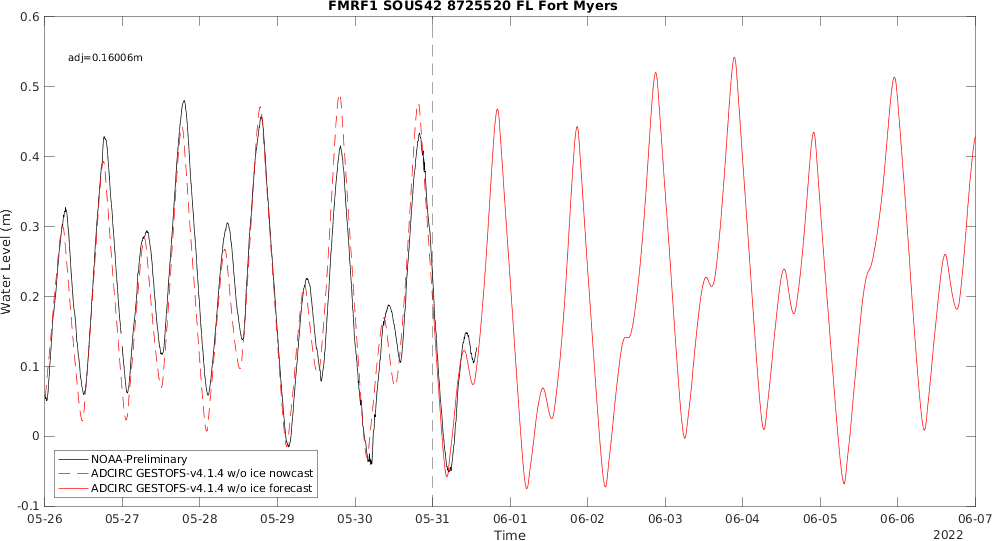 FMRF1 SOUS42 8725520 FL Fort Myers
adj=0.16006m
Water Level (m)
0.6
0.5
0.4
0.3
0.2
0.1
0
-0.1
NOAA-Preliminary
ADCIRC GESTOFS-v4.1.4 w/o ice nowcast
ADCIRC GESTOFS-v4.1.4 w/o ice forecast
05-26 05-27 05-28 05-29 05-30 05-31 06-01 06-02 06-03 06-04 06-05 06-06 06-07
Time
2022